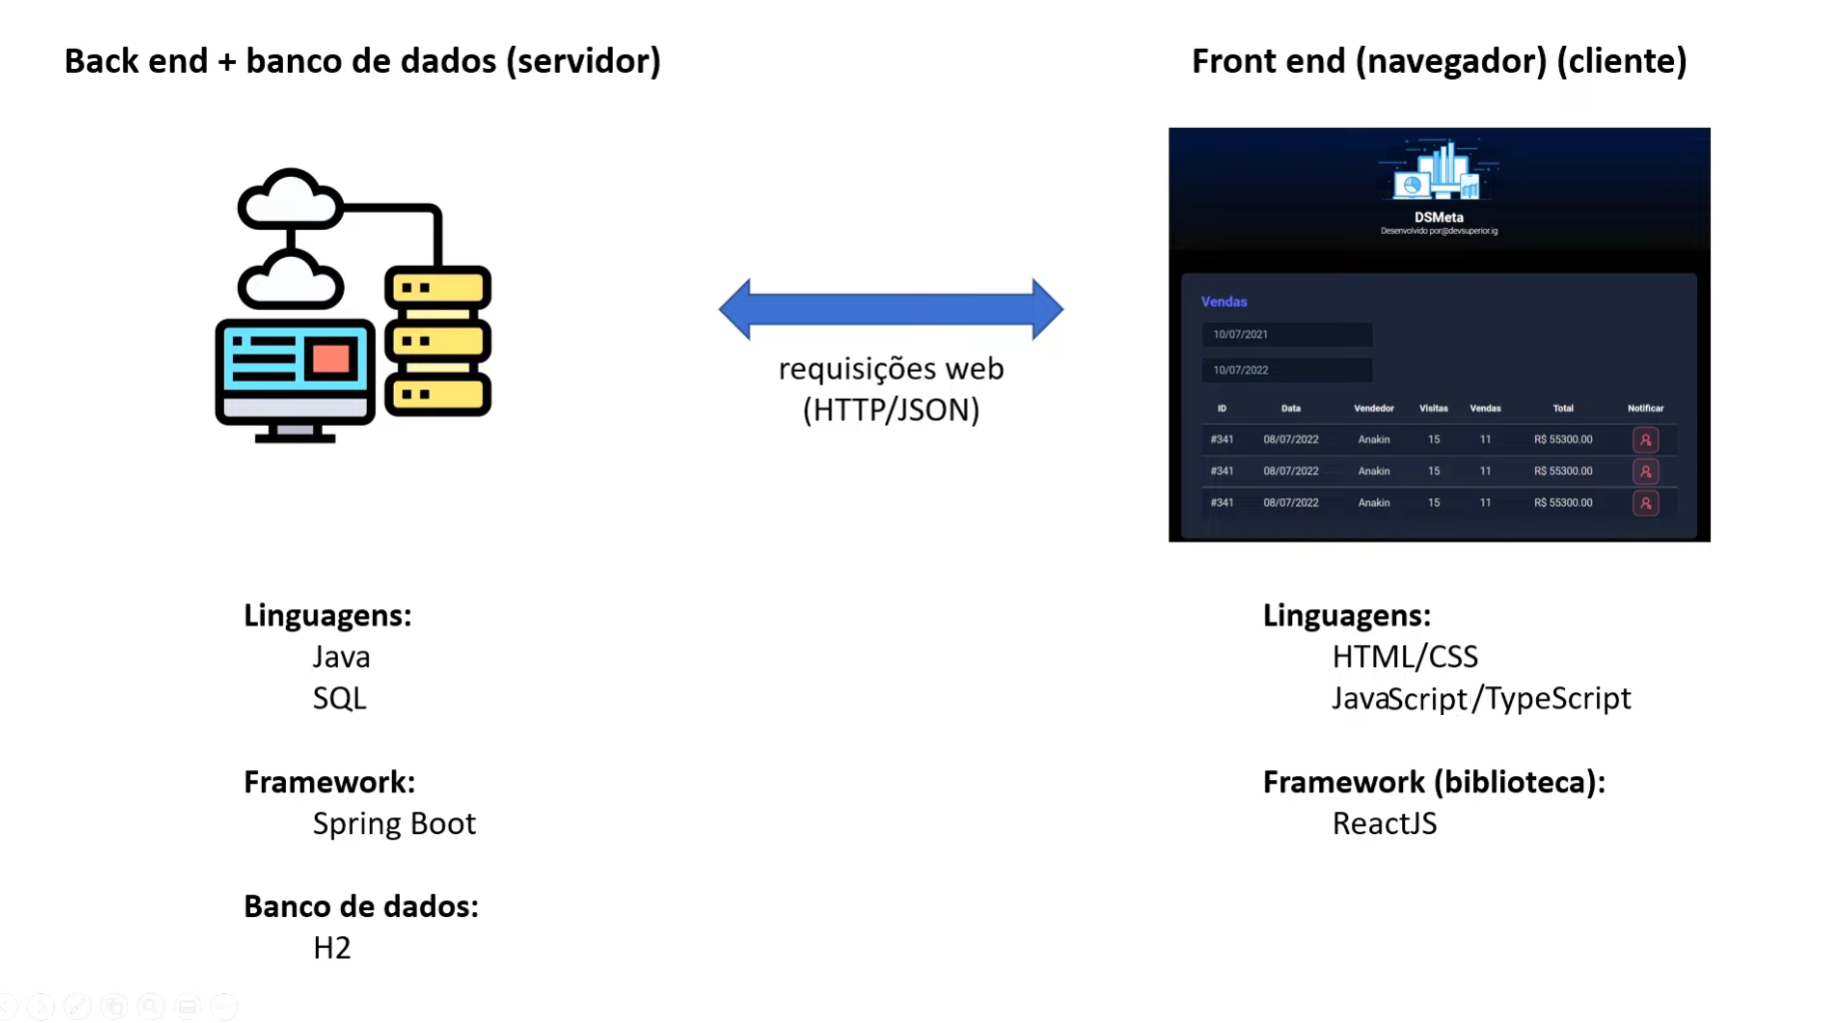 Back end + banco de dados (servidor)
Front end (navegador) (cliente)
requisições web
(HTTP/JSON)
DSMeta
Desenvolvido por@devsuperior.ig
Vendas
10/07/2021
10/07/2022
ID Data Vendedor Visitas Vendas Total Notificar
#341 08/07/2022 Anakin 15 11 R$ 55300.00
#341 08/07/2022 Anakin 15 11 R$ 55300.00
#341 08/07/2022 Anakin 15 11 R$ 55300.00
Linguagens:
Java
SQL
Framework:
Spring Boot
Banco de dados:
H2
Linguagens:
HTML/CSS
JavaScript/TypeScript
Framework (biblioteca):
ReactJS